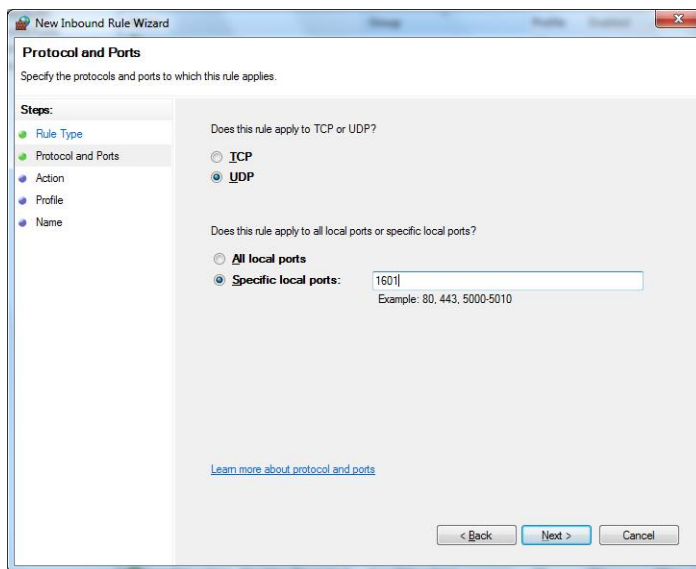 New Inbound Rule Wizard
Protocol and Ports
Specify the protocols and ports to which this rule applies.
Steps:
Rule Type
Protocol and Ports
Action
Profile
Name
Does this rule apply to TCP or UDP?
TCP
UDP
Does this rule apply to all local ports or specific local ports?
All local ports
Specific local ports: 1601
Example: 80, 443, 5000-5010
Learn more about protocol and ports
< Back Next > Cancel